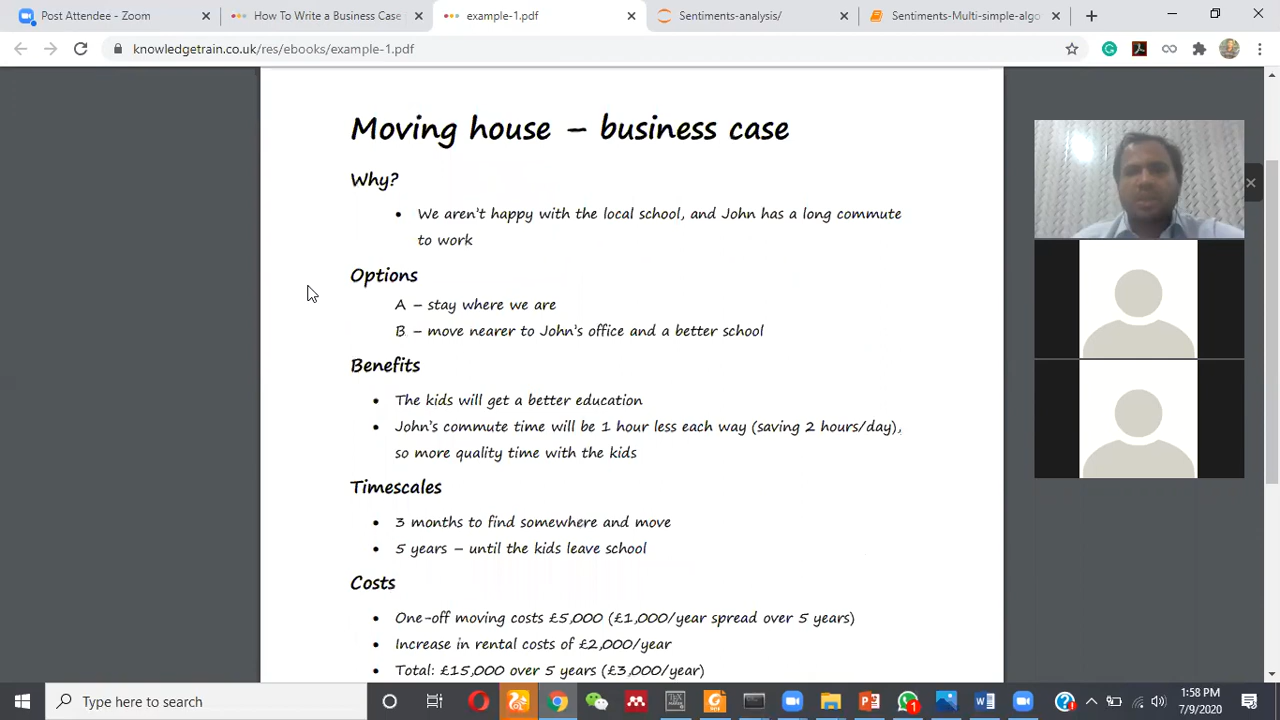 Post Attendee - Zoom
How To Write a Business Case
example-1.pdf
Sentiments-analysis/
Sentiments-Multi-simple-algo
knowledgetrain.co.uk/res/ebooks/example-1.pdf
Moving house – business case
Why?
• We aren't happy with the local school, and John has a long commute
to work
Options
A – stay where we are
B – move nearer to John's office and a better school
Benefits
• The kids will get a better education
• John's commute time will be 1 hour less each way (saving 2 hours/day),
so more quality time with the kids
Timescales
• 3 months to find somewhere and move
• 5 years – until the kids leave school
Costs
• One-off moving costs £5,000 (£1,000/year spread over 5 years)
• Increase in rental costs of £2,000/year
• Total: £15,000 over 5 years (£3,000/year)
Type here to search
1:58 PM
7/9/2020